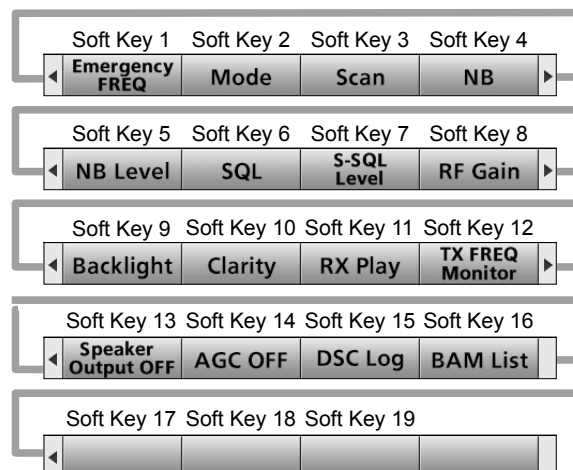 Soft Key 1 Soft Key 2 Soft Key 3 Soft Key 4
Emergency FREQ Mode Scan NB
Soft Key 5 Soft Key 6 Soft Key 7 Soft Key 8
NB Level SQL S-SQL Level RF Gain
Soft Key 9 Soft Key 10 Soft Key 11 Soft Key 12
Backlight Clarity RX Play TX FREQ Monitor
Soft Key 13 Soft Key 14 Soft Key 15 Soft Key 16
Speaker Output OFF AGC OFF DSC Log BAM List
Soft Key 17 Soft Key 18 Soft Key 19